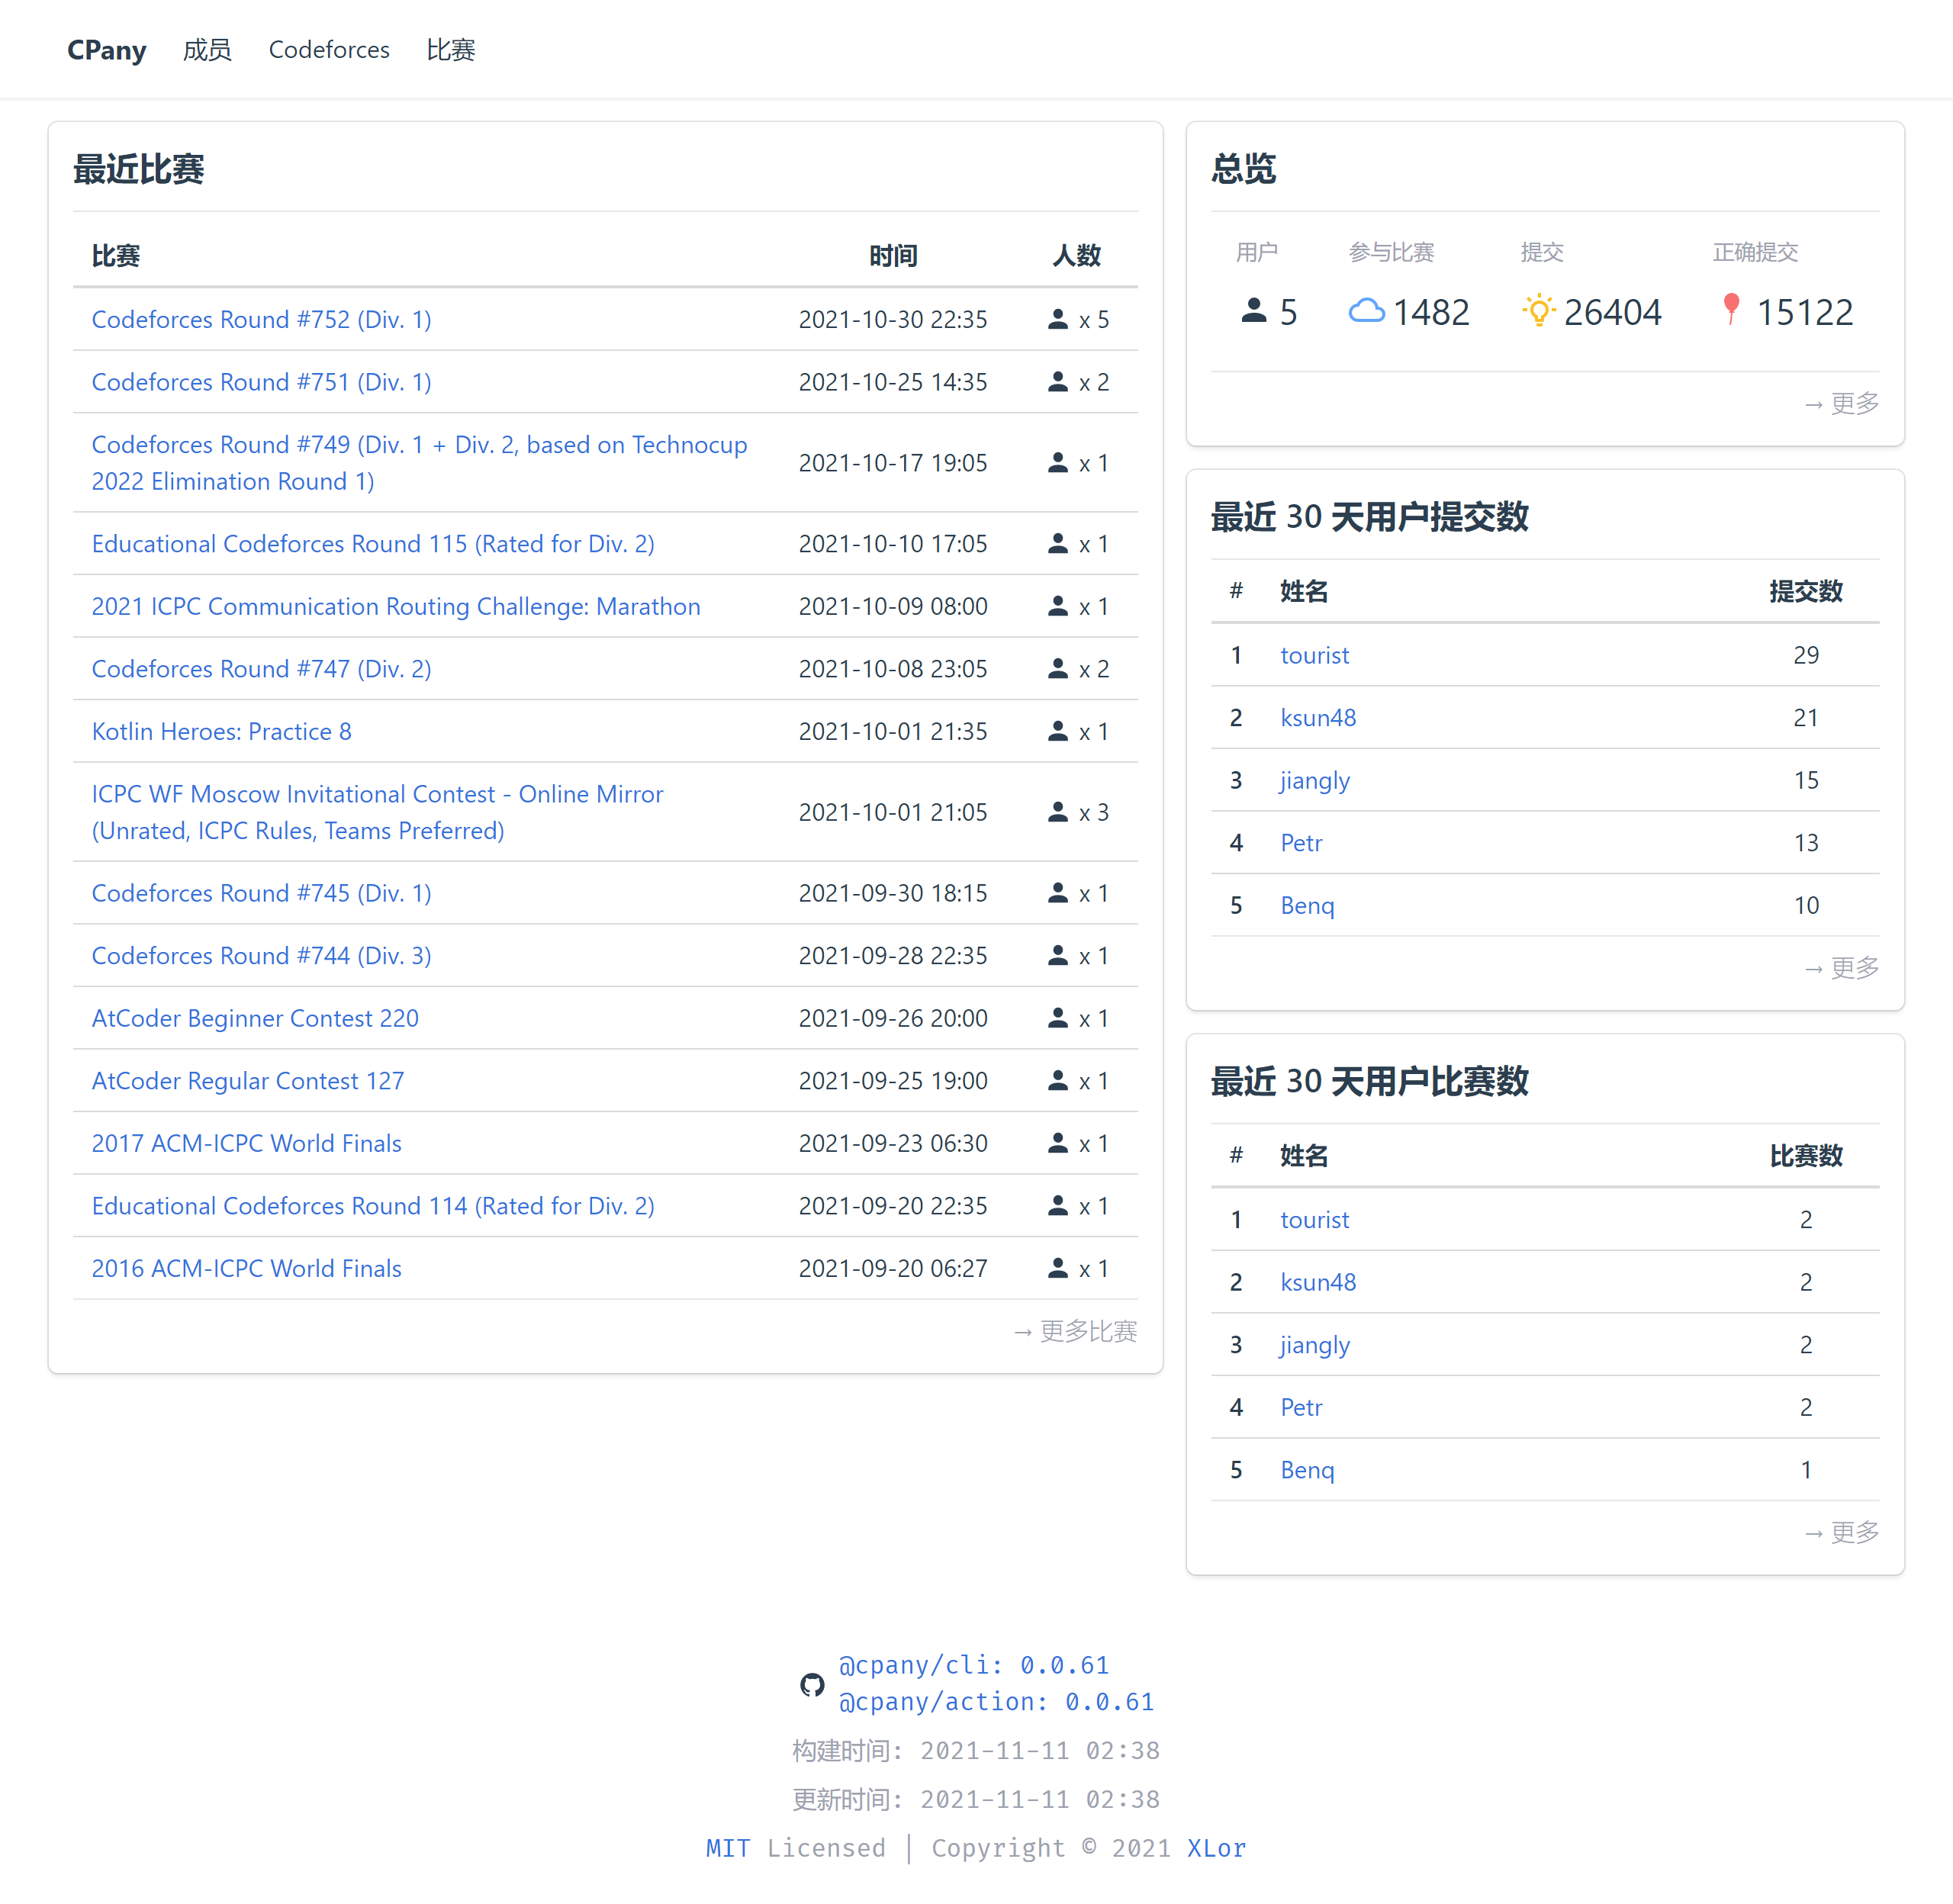 CPany 成员 Codeforces 比赛
最近比赛
比赛 时间 人数
Codeforces Round #752 (Div. 1) 2021-10-30 22:35 x 5
Codeforces Round #751 (Div. 1) 2021-10-25 14:35 x 2
Codeforces Round #749 (Div. 1 + Div. 2, based on Technocup
2022 Elimination Round 1) 2021-10-17 19:05 x 1
Educational Codeforces Round 115 (Rated for Div. 2) 2021-10-10 17:05 x 1
2021 ICPC Communication Routing Challenge: Marathon 2021-10-09 08:00 x 1
Codeforces Round #747 (Div. 2) 2021-10-08 23:05 x 2
Kotlin Heroes: Practice 8 2021-10-01 21:35 x 1
ICPC WF Moscow Invitational Contest - Online Mirror
(Unrated, ICPC Rules, Teams Preferred) 2021-10-01 21:05 x 3
Codeforces Round #745 (Div. 1) 2021-09-30 18:15 x 1
Codeforces Round #744 (Div. 3) 2021-09-28 22:35 x 1
AtCoder Beginner Contest 220 2021-09-26 20:00 x 1
AtCoder Regular Contest 127 2021-09-25 19:00 x 1
2017 ACM-ICPC World Finals 2021-09-23 06:30 x 1
Educational Codeforces Round 114 (Rated for Div. 2) 2021-09-20 22:35 x 1
2016 ACM-ICPC World Finals 2021-09-20 06:27 x 1
→ 更多比赛
总览
用户 参与比赛 提交 正确提交
5 1482 26404 15122
→ 更多
最近 30 天用户提交数
# 姓名 提交数
1 tourist 29
2 ksun48 21
3 jiangly 15
4 Petr 13
5 Benq 10
→ 更多
最近 30 天用户比赛数
# 姓名 比赛数
1 tourist 2
2 ksun48 2
3 jiangly 2
4 Petr 2
5 Benq 1
→ 更多
@cpany/cli: 0.0.61
@cpany/action: 0.0.61
构建时间: 2021-11-11 02:38
更新时间: 2021-11-11 02:38
MIT Licensed | Copyright © 2021 XLor